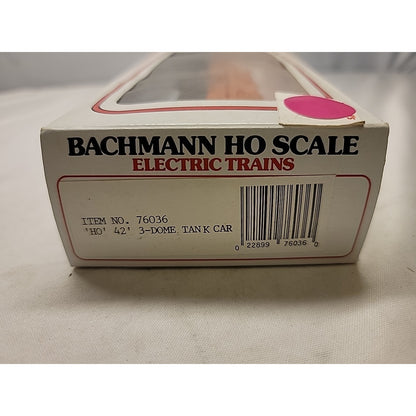 BACHMANN HO SCALE
ELECTRIC TRAINS
ITEM NO. 76036
'HO' 42' 3-DOME TANK CAR
0 22899 76036 0